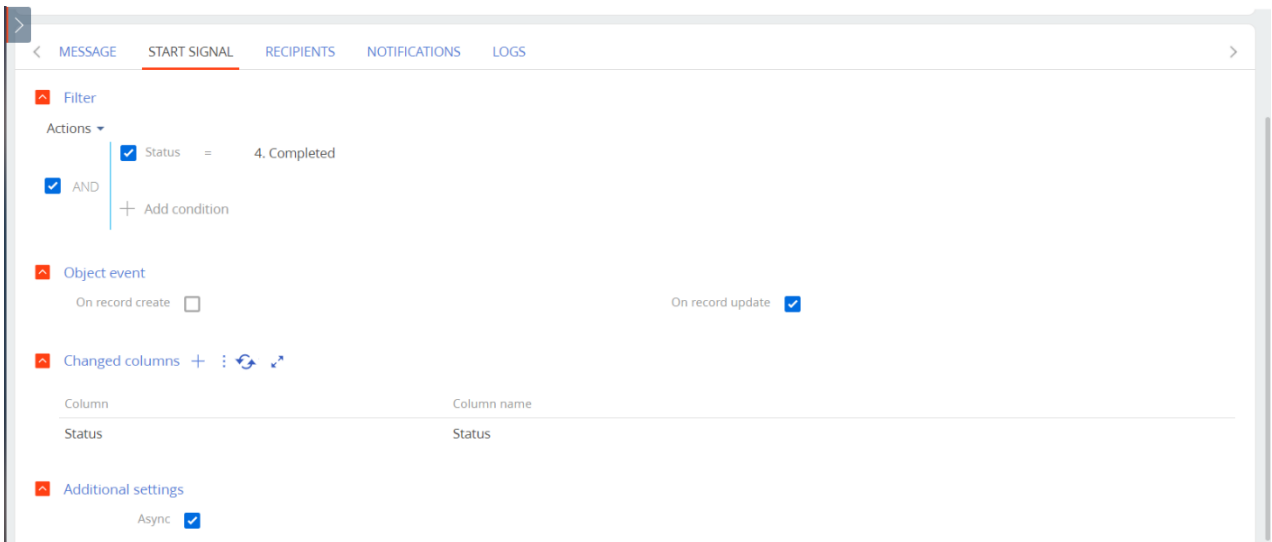 MESSAGE START SIGNAL RECIPIENTS NOTIFICATIONS LOGS
Filter
Actions
Status = 4. Completed
AND
Add condition
Object event
On record create On record update
Changed columns
Column Column name
Status Status
Additional settings
Async